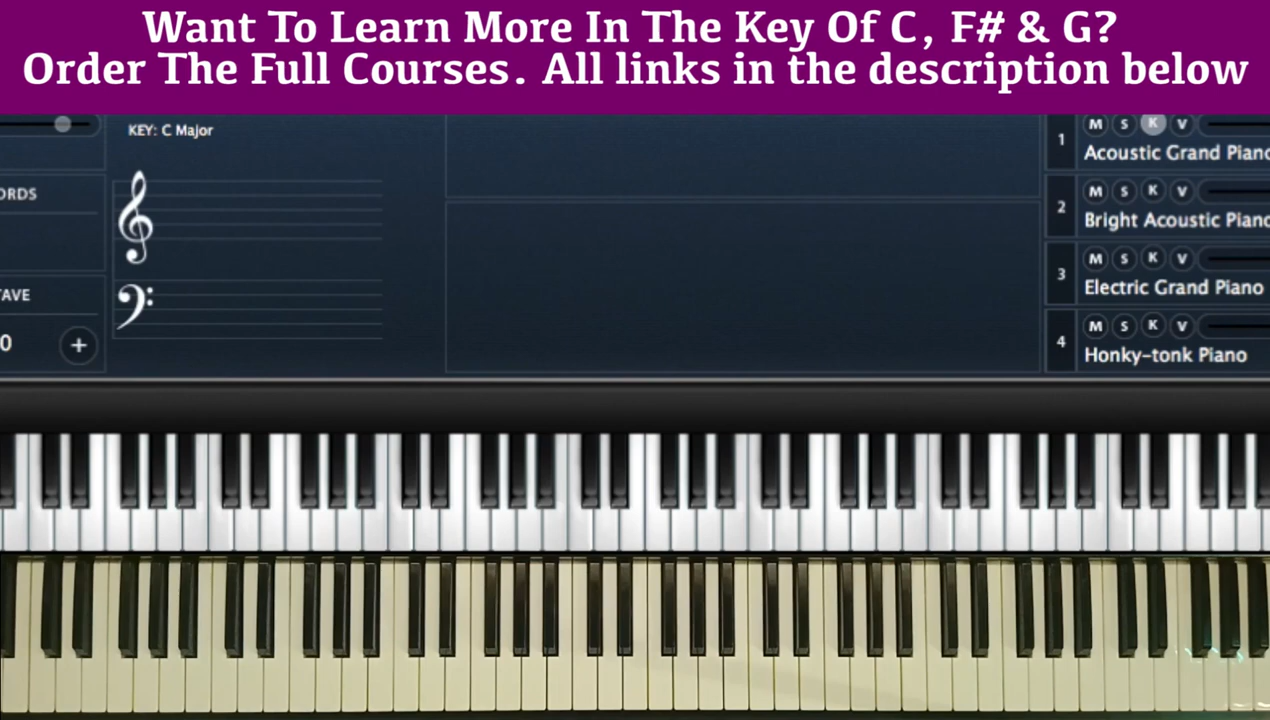 Want To Learn More In The Key Of C, F# & G?
Order The Full Courses. All links in the description below
KEY: C Major
1
M S K V
Acoustic Grand Piano
2
M S K V
Bright Acoustic Piano
3
M S K V
Electric Grand Piano
4
M S K V
Honky-tonk Piano
ORDS
TAVE
0 +